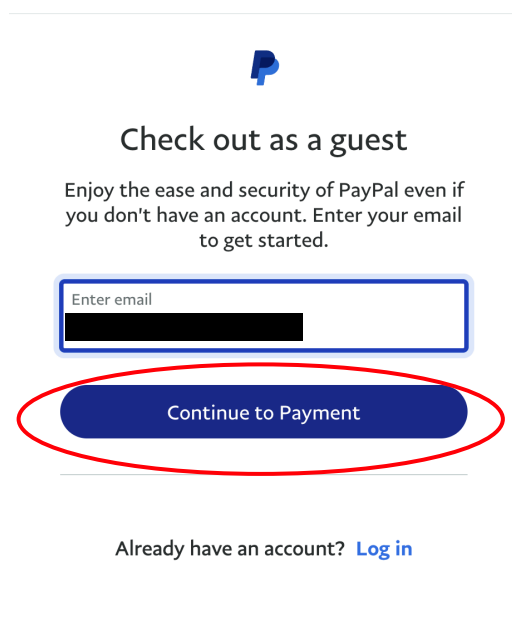 Check out as a guest
Enjoy the ease and security of PayPal even if
you don't have an account. Enter your email
to get started.
Enter email
Continue to Payment
Already have an account? Log in